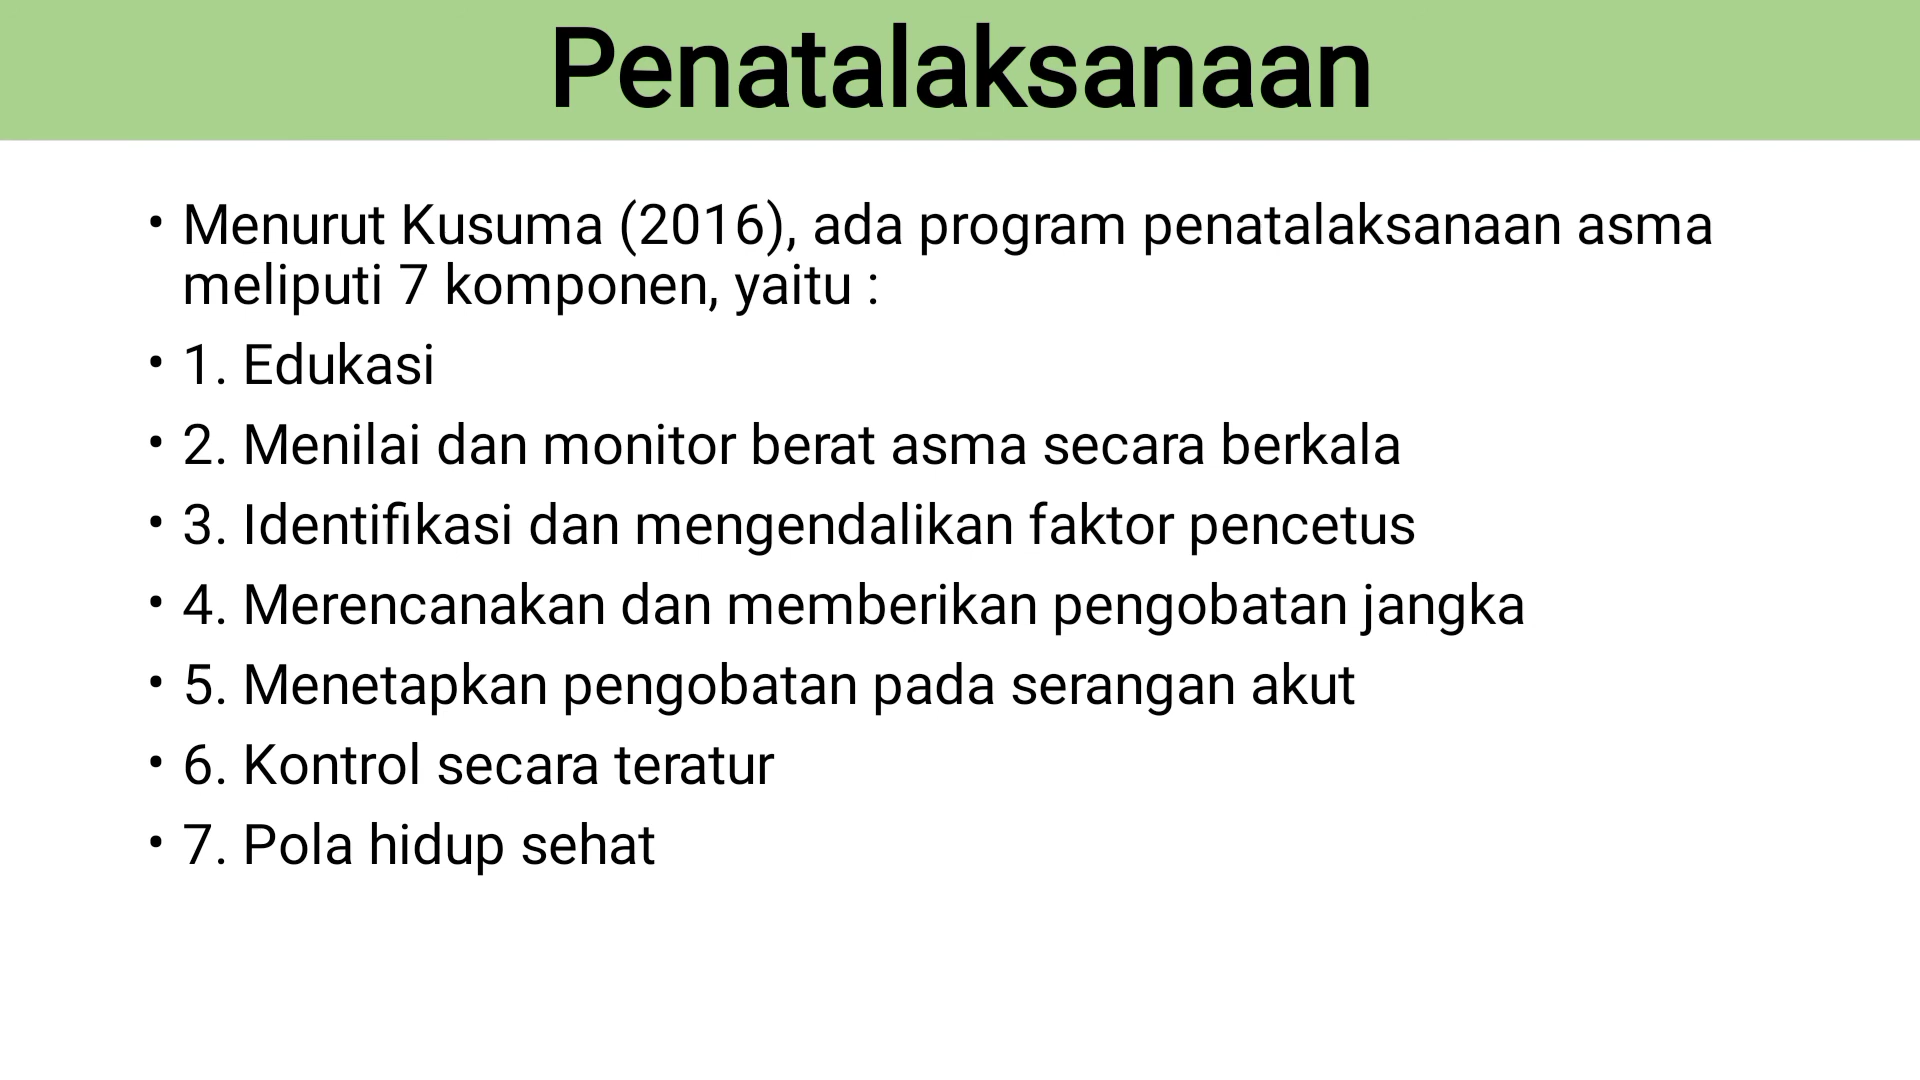 Penatalaksanaan
• Menurut Kusuma (2016), ada program penatalaksanaan asma
meliputi 7 komponen, yaitu :
• 1. Edukasi
• 2. Menilai dan monitor berat asma secara berkala
• 3. Identifikasi dan mengendalikan faktor pencetus
• 4. Merencanakan dan memberikan pengobatan jangka
• 5. Menetapkan pengobatan pada serangan akut
• 6. Kontrol secara teratur
• 7. Pola hidup sehat